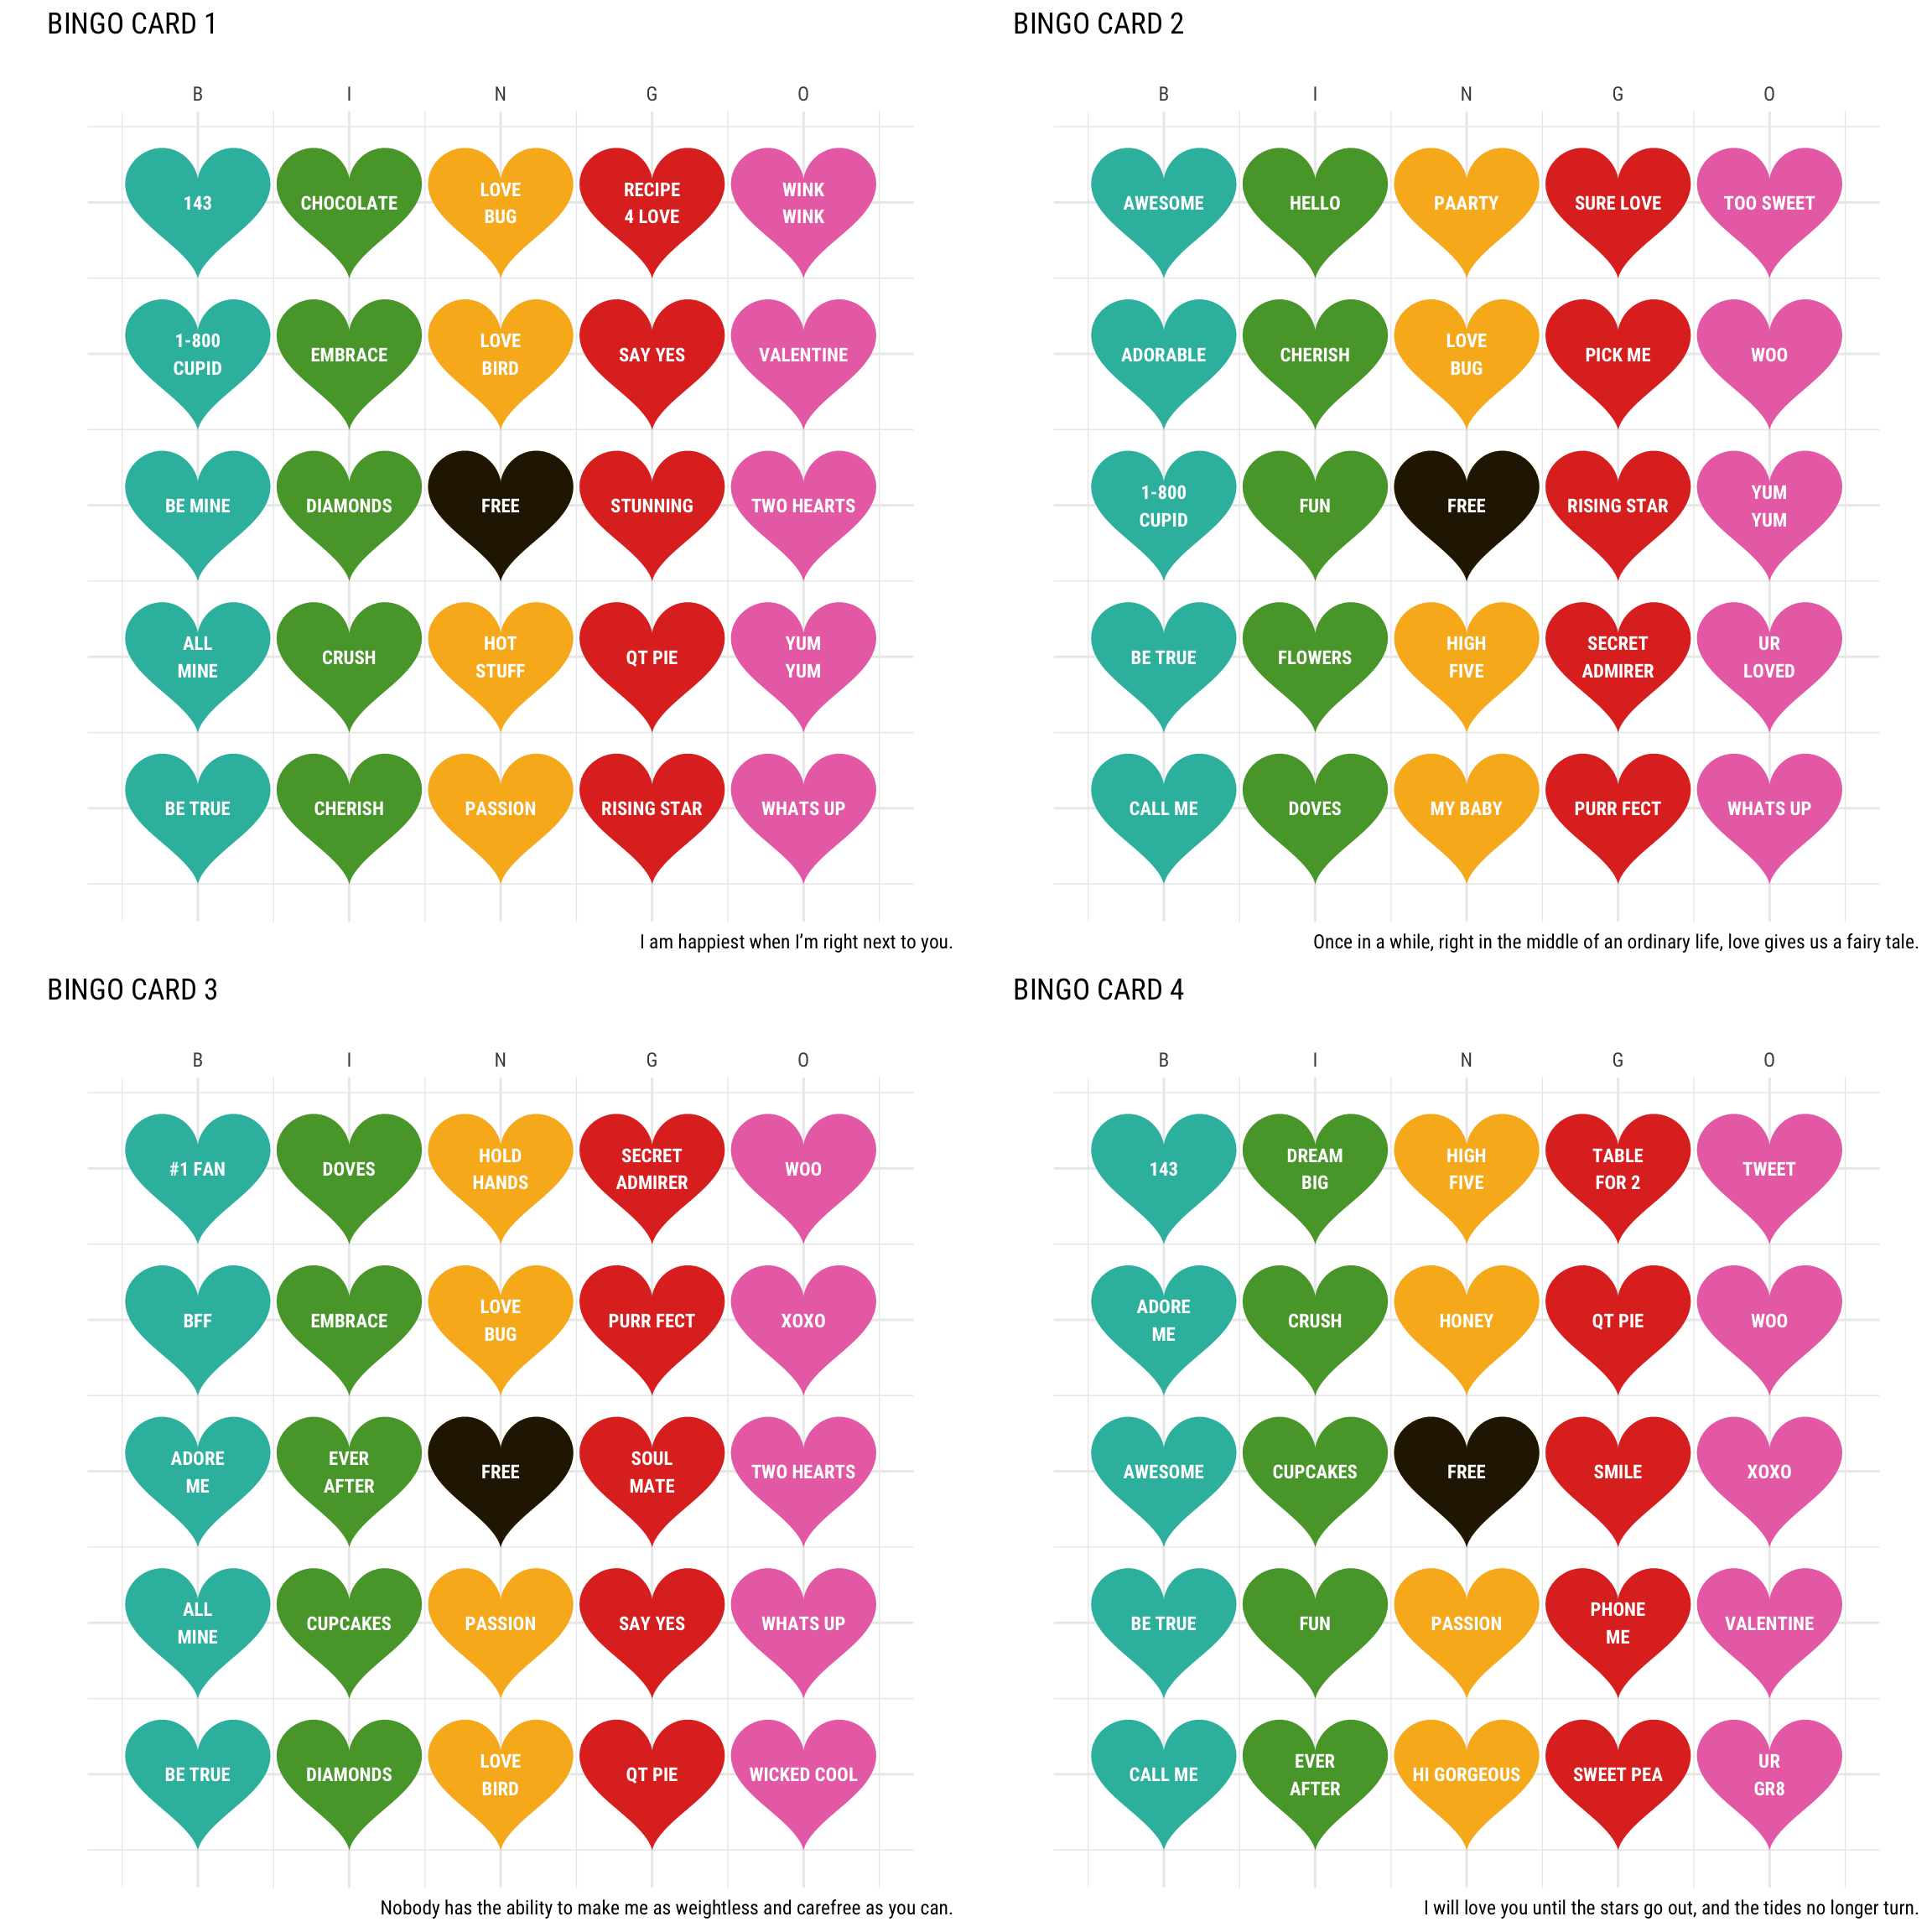 BINGO CARD 1
B I N G O
143 CHOCOLATE LOVE BUG RECIPE 4 LOVE WINK WINK
1-800 CUPID EMBRACE LOVE BIRD SAY YES VALENTINE
BE MINE DIAMONDS FREE STUNNING TWO HEARTS
ALL MINE CRUSH HOT STUFF QT PIE YUM YUM
BE TRUE CHERISH PASSION RISING STAR WHATS UP
I am happiest when I’m right next to you.
BINGO CARD 2
B I N G O
AWESOME HELLO PAARTY SURE LOVE TOO SWEET
ADORABLE CHERISH LOVE BUG PICK ME WOO
1-800 CUPID FUN FREE RISING STAR YUM YUM
BE TRUE FLOWERS HIGH FIVE SECRET ADMIRER UR LOVED
CALL ME DOVES MY BABY PURR FECT WHATS UP
Once in a while, right in the middle of an ordinary life, love gives us a fairy tale.
BINGO CARD 3
B I N G O
#1 FAN DOVES HOLD HANDS SECRET ADMIRER WOO
BFF EMBRACE LOVE BUG PURR FECT XOXO
ADORE ME EVER AFTER FREE SOUL MATE TWO HEARTS
ALL MINE CUPCAKES PASSION SAY YES WHATS UP
BE TRUE DIAMONDS LOVE BIRD QT PIE WICKED COOL
Nobody has the ability to make me as weightless and carefree as you can.
BINGO CARD 4
B I N G O
143 DREAM BIG HIGH FIVE TABLE FOR 2 TWEET
ADORE ME CRUSH HONEY QT PIE WOO
AWESOME CUPCAKES FREE SMILE XOXO
BE TRUE FUN PASSION PHONE ME VALENTINE
CALL ME EVER AFTER HI GORGEOUS SWEET PEA UR GR8
I will love you until the stars go out, and the tides no longer turn.